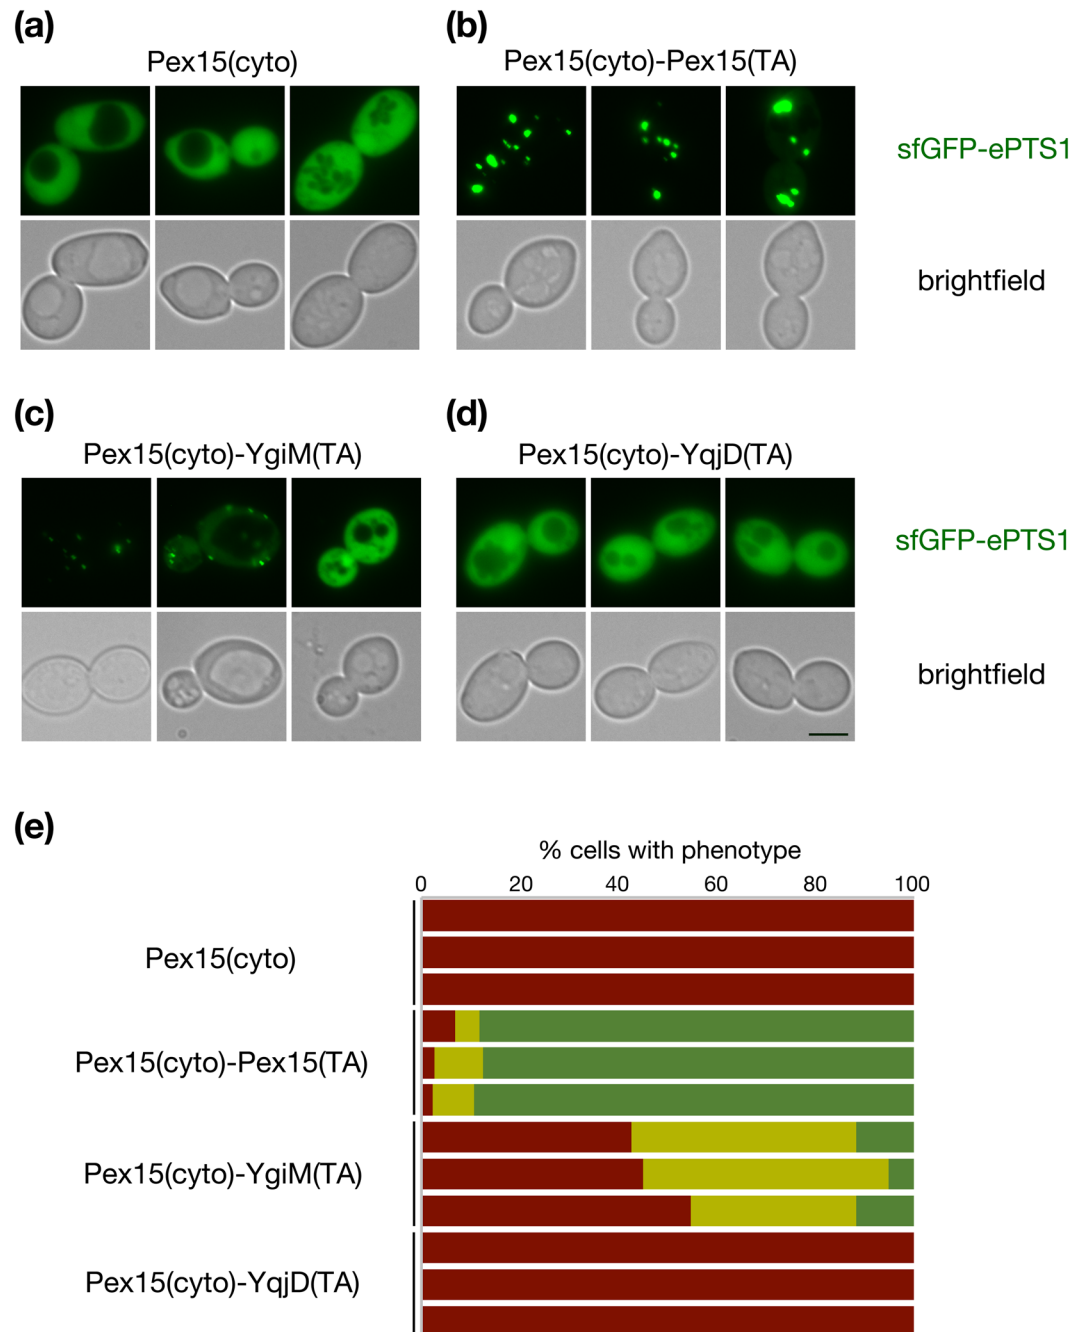 (a)
Pex15(cyto)
(b)
Pex15(cyto)-Pex15(TA)
sfGFP-ePTS1
brightfield
(c)
Pex15(cyto)-YgiM(TA)
(d)
Pex15(cyto)-YqjD(TA)
sfGFP-ePTS1
brightfield
(e)
% cells with phenotype
0 20 40 60 80 100
Pex15(cyto)
Pex15(cyto)-Pex15(TA)
Pex15(cyto)-YgiM(TA)
Pex15(cyto)-YqjD(TA)